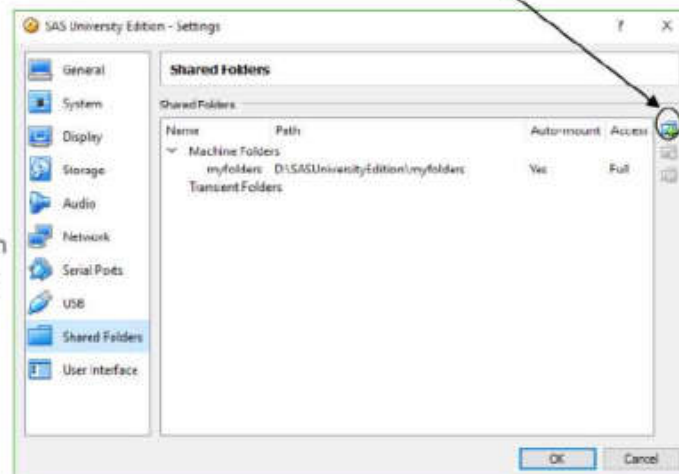 SAS University Edition - Settings
? ×
General
System
Display
Storage
Audio
Network
Serial Ports
USB
Shared Folders
User Interface
Shared Folders
Shared Folders
Name Path Auto-mount Access
Machine Folders
myfolders D:\SASUniversityEdition\myfolders Yes Full
Transient Folders
OK Cancel